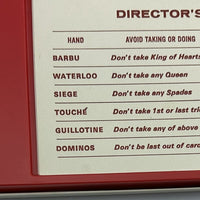 DIRECTOR'S
HAND AVOID TAKING OR DOING
BARBU Don't take King of Hearts
WATERLOO Don't take any Queen
SIEGE Don't take any Spades
TOUCHÉ Don't take 1st or last tri
GUILLOTINE Don't take any of above
DOMINOS Don't be last out of card